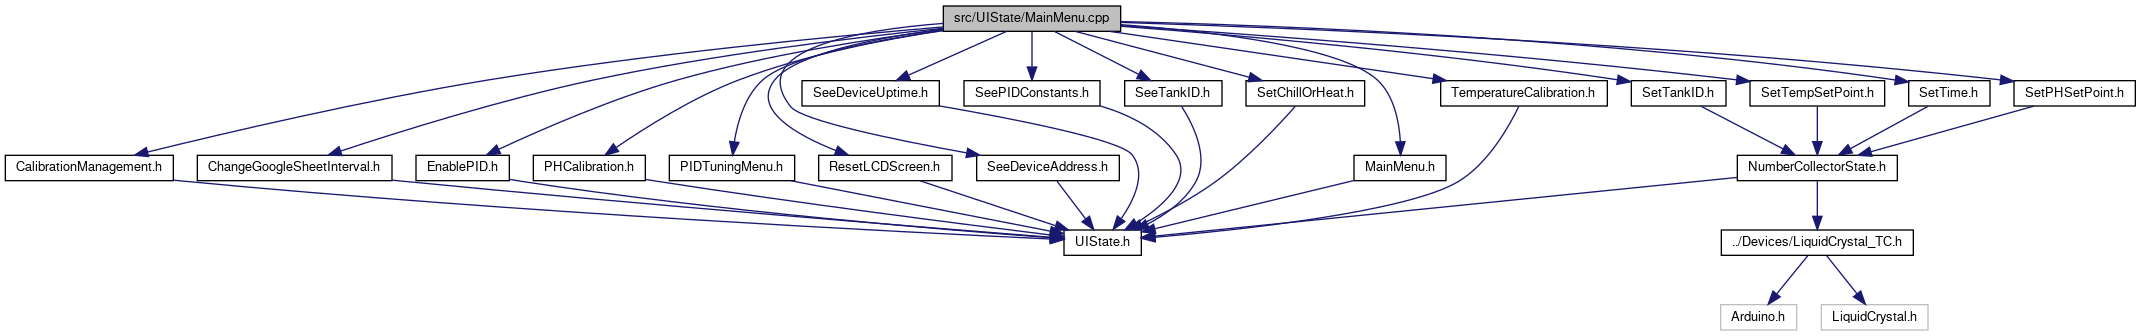 src/UIState/MainMenu.cpp
SeeDeviceUptime.h
SeePIDConstants.h
SeeTankID.h
SetChillOrHeat.h
TemperatureCalibration.h
SetTankID.h
SetTempSetPoint.h
SetTime.h
SetPHSetPoint.h
CalibrationManagement.h
ChangeGoogleSheetInterval.h
EnablePID.h
PHCalibration.h
PIDTuningMenu.h
ResetLCDScreen.h
SeeDeviceAddress.h
MainMenu.h
NumberCollectorState.h
UIState.h
../Devices/LiquidCrystal_TC.h
Arduino.h
LiquidCrystal.h